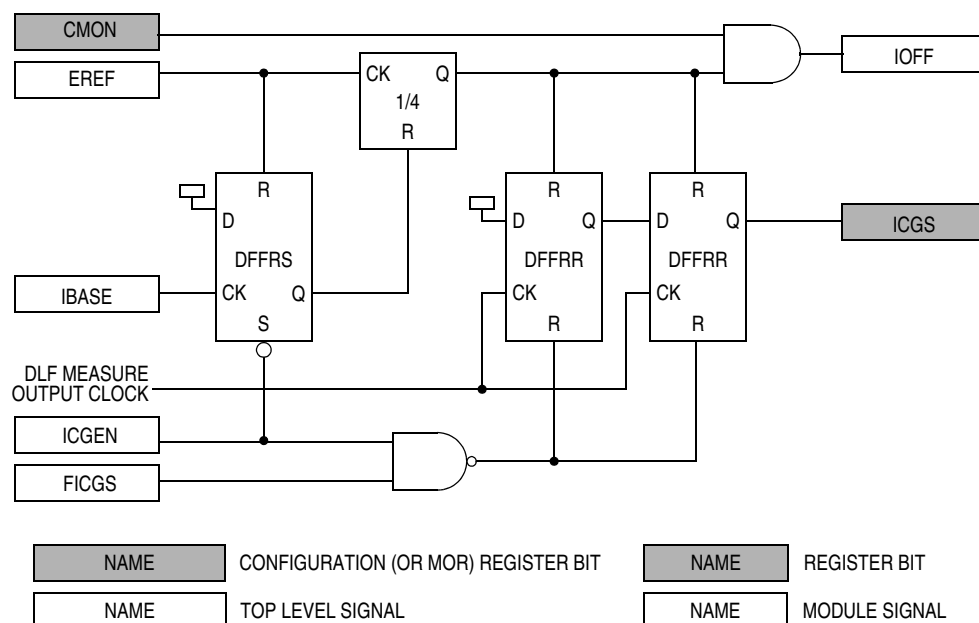 CMON
IOFF
EREF
CK Q
1/4
R
R
R
R
D
D Q
D Q
ICGS
DFFRS
DFFRR
DFFRR
IBASE
CK Q
CK
CK
S
R
R
DLF MEASURE
OUTPUT CLOCK
ICGEN
FICGS
NAME CONFIGURATION (OR MOR) REGISTER BIT
NAME REGISTER BIT
NAME TOP LEVEL SIGNAL
NAME MODULE SIGNAL